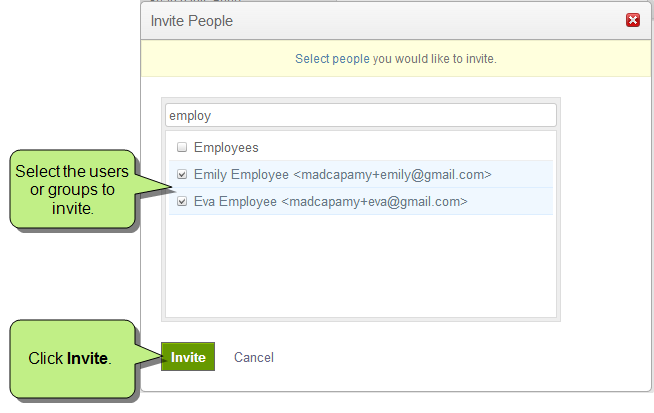 Invite People
Select people you would like to invite.
employ
Employees
Emily Employee <madcapamy+emily@gmail.com>
Eva Employee <madcapamy+eva@gmail.com>
Select the users
or groups to
invite.
Click Invite.
Invite
Cancel